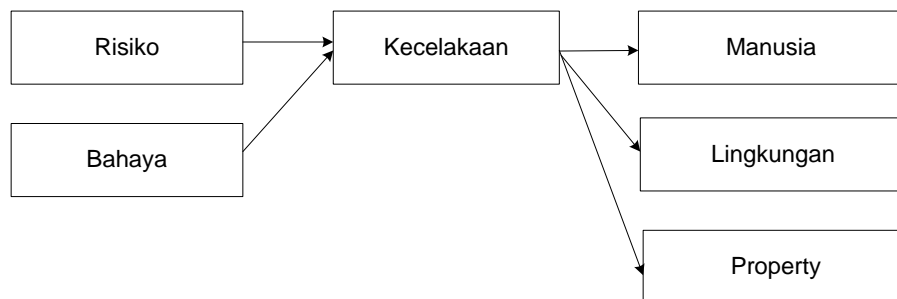 Risiko
Kecelakaan
Manusia
Bahaya
Lingkungan
Property